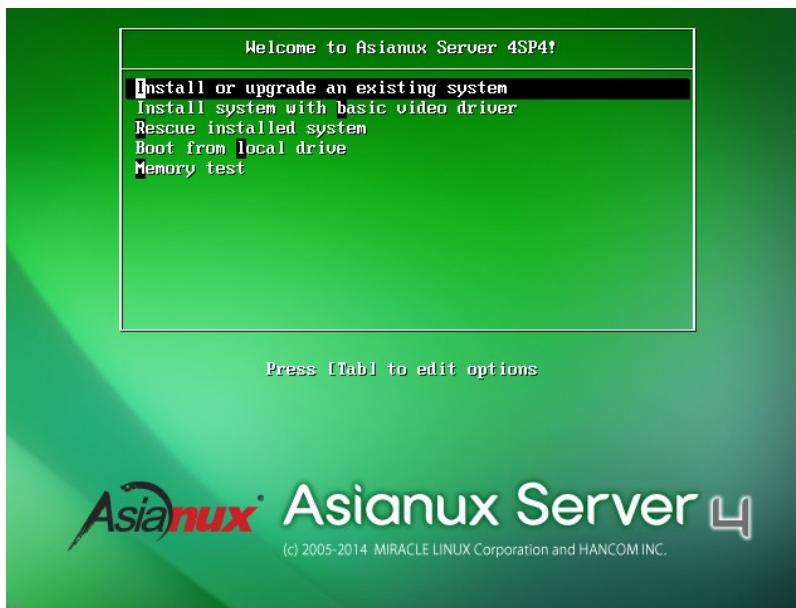 Welcome to Asianux Server 4SP4!
Install or upgrade an existing system
Install system with basic video driver
Rescue installed system
Boot from local drive
Memory test
Press [Tab] to edit options
Asianux® Asianux Server 4
(c) 2005-2014 MIRACLE LINUX Corporation and HANCOM INC.